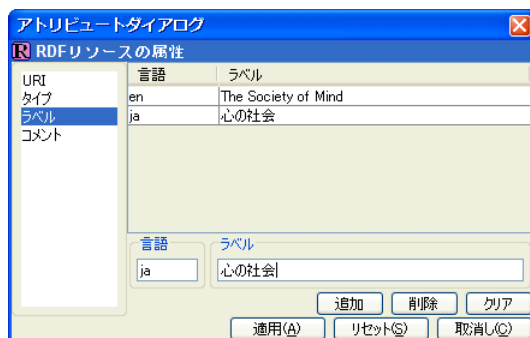 アトリビュートダイアログ
R RDFリソースの属性
URI
タイプ
ラベル
コメント
言語 ラベル
en The Society of Mind
ja 心の社会
言語 ラベル
ja 心の社会
追加 削除 クリア
適用(A) リセット(S) 取消し(C)